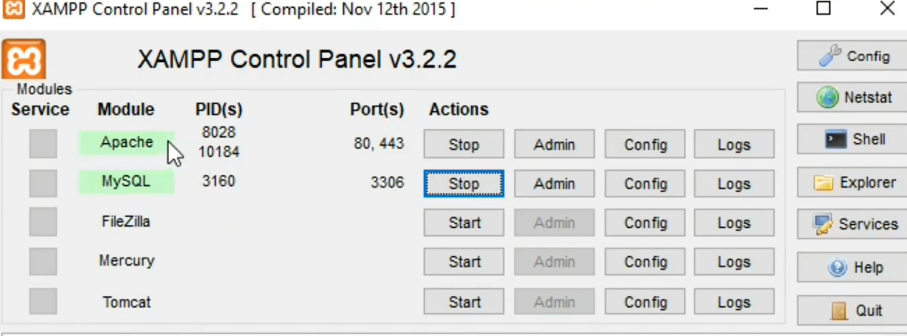 XAMPP Control Panel v3.2.2 [ Compiled: Nov 12th 2015 ]
XAMPP Control Panel v3.2.2
Config
Modules
Service Module PID(s) Port(s) Actions
Netstat
Apache 8028 10184 80, 443 Stop Admin Config Logs
Shell
MySQL 3160 3306 Stop Admin Config Logs
Explorer
FileZilla Start Admin Config Logs
Services
Mercury Start Admin Config Logs
Help
Tomcat Start Admin Config Logs
Quit